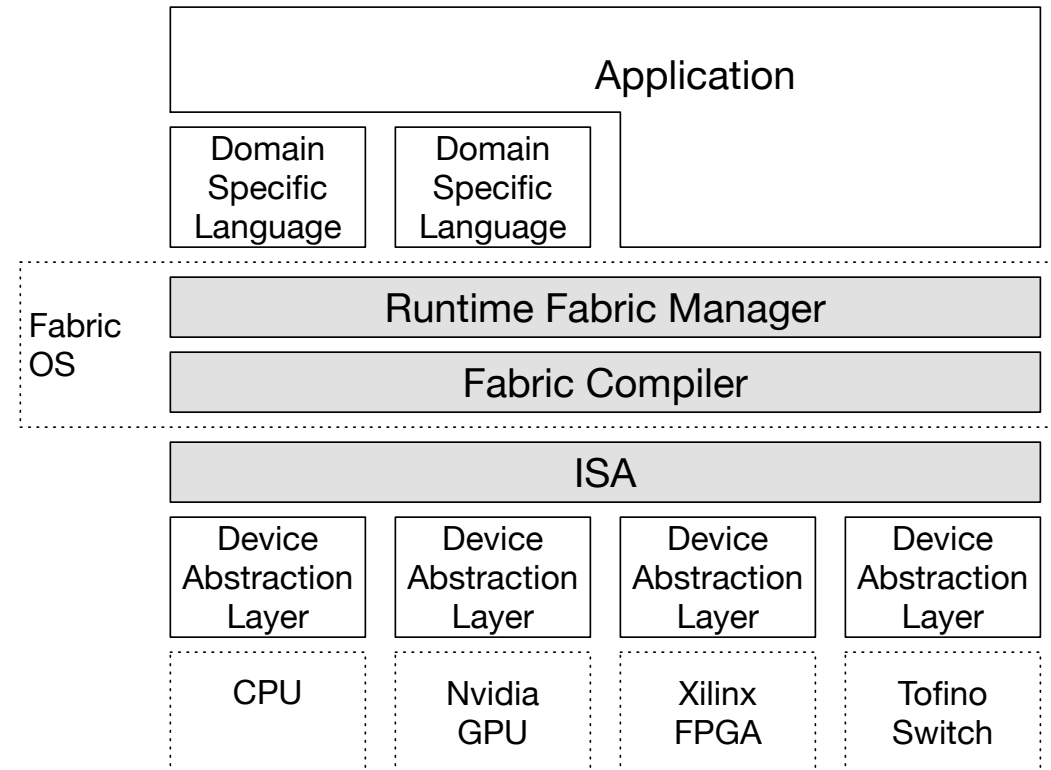 Application
Domain
Specific
Language
Domain
Specific
Language
Fabric
OS
Runtime Fabric Manager
Fabric Compiler
ISA
Device
Abstraction
Layer
Device
Abstraction
Layer
Device
Abstraction
Layer
Device
Abstraction
Layer
CPU
Nvidia
GPU
Xilinx
FPGA
Tofino
Switch